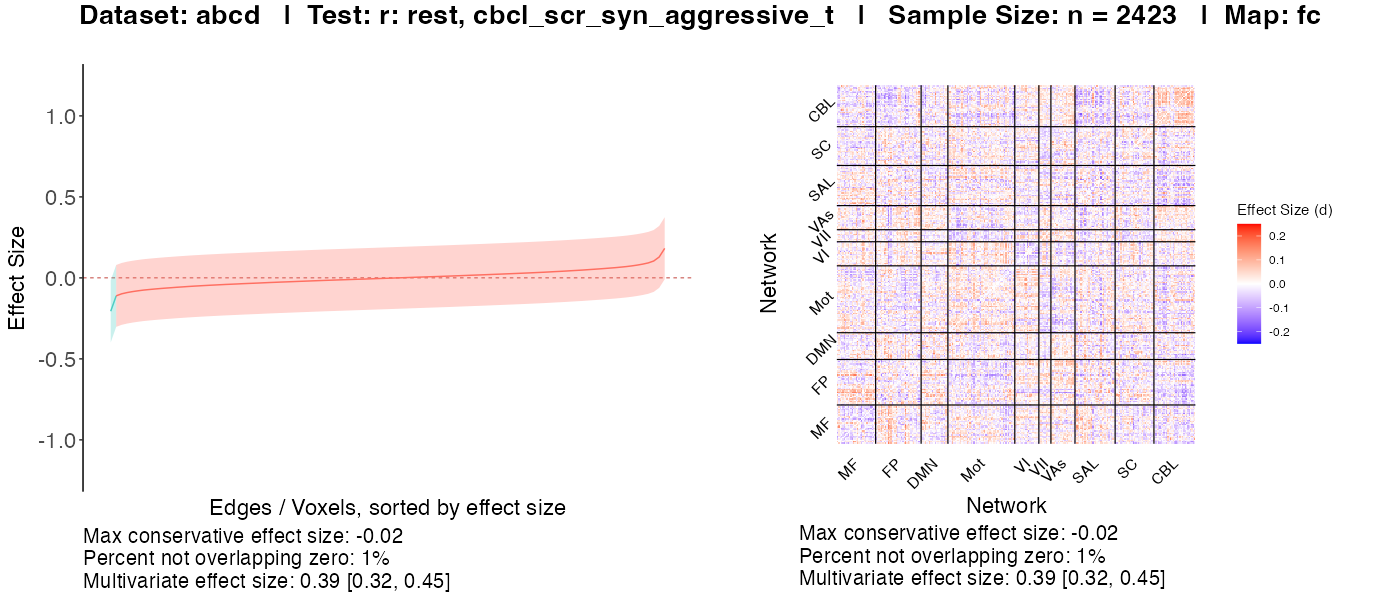 Dataset: abcd | Test: r: rest, cbcl_scr_syn_aggressive_t | Sample Size: n = 2423 | Map: fc
Effect Size
1.0
0.5
0.0
-0.5
-1.0
Edges / Voxels, sorted by effect size
Max conservative effect size: -0.02
Percent not overlapping zero: 1%
Multivariate effect size: 0.39 [0.32, 0.45]
Network
CBL
SC
SAL
VAs
VII
VI
Mot
DMN
FP
MF
MF
FP
DMN
Mot
VI
VII
VAs
SAL
SC
CBL
Network
Max conservative effect size: -0.02
Percent not overlapping zero: 1%
Multivariate effect size: 0.39 [0.32, 0.45]
Effect Size (d)
0.2
0.1
0.0
-0.1
-0.2